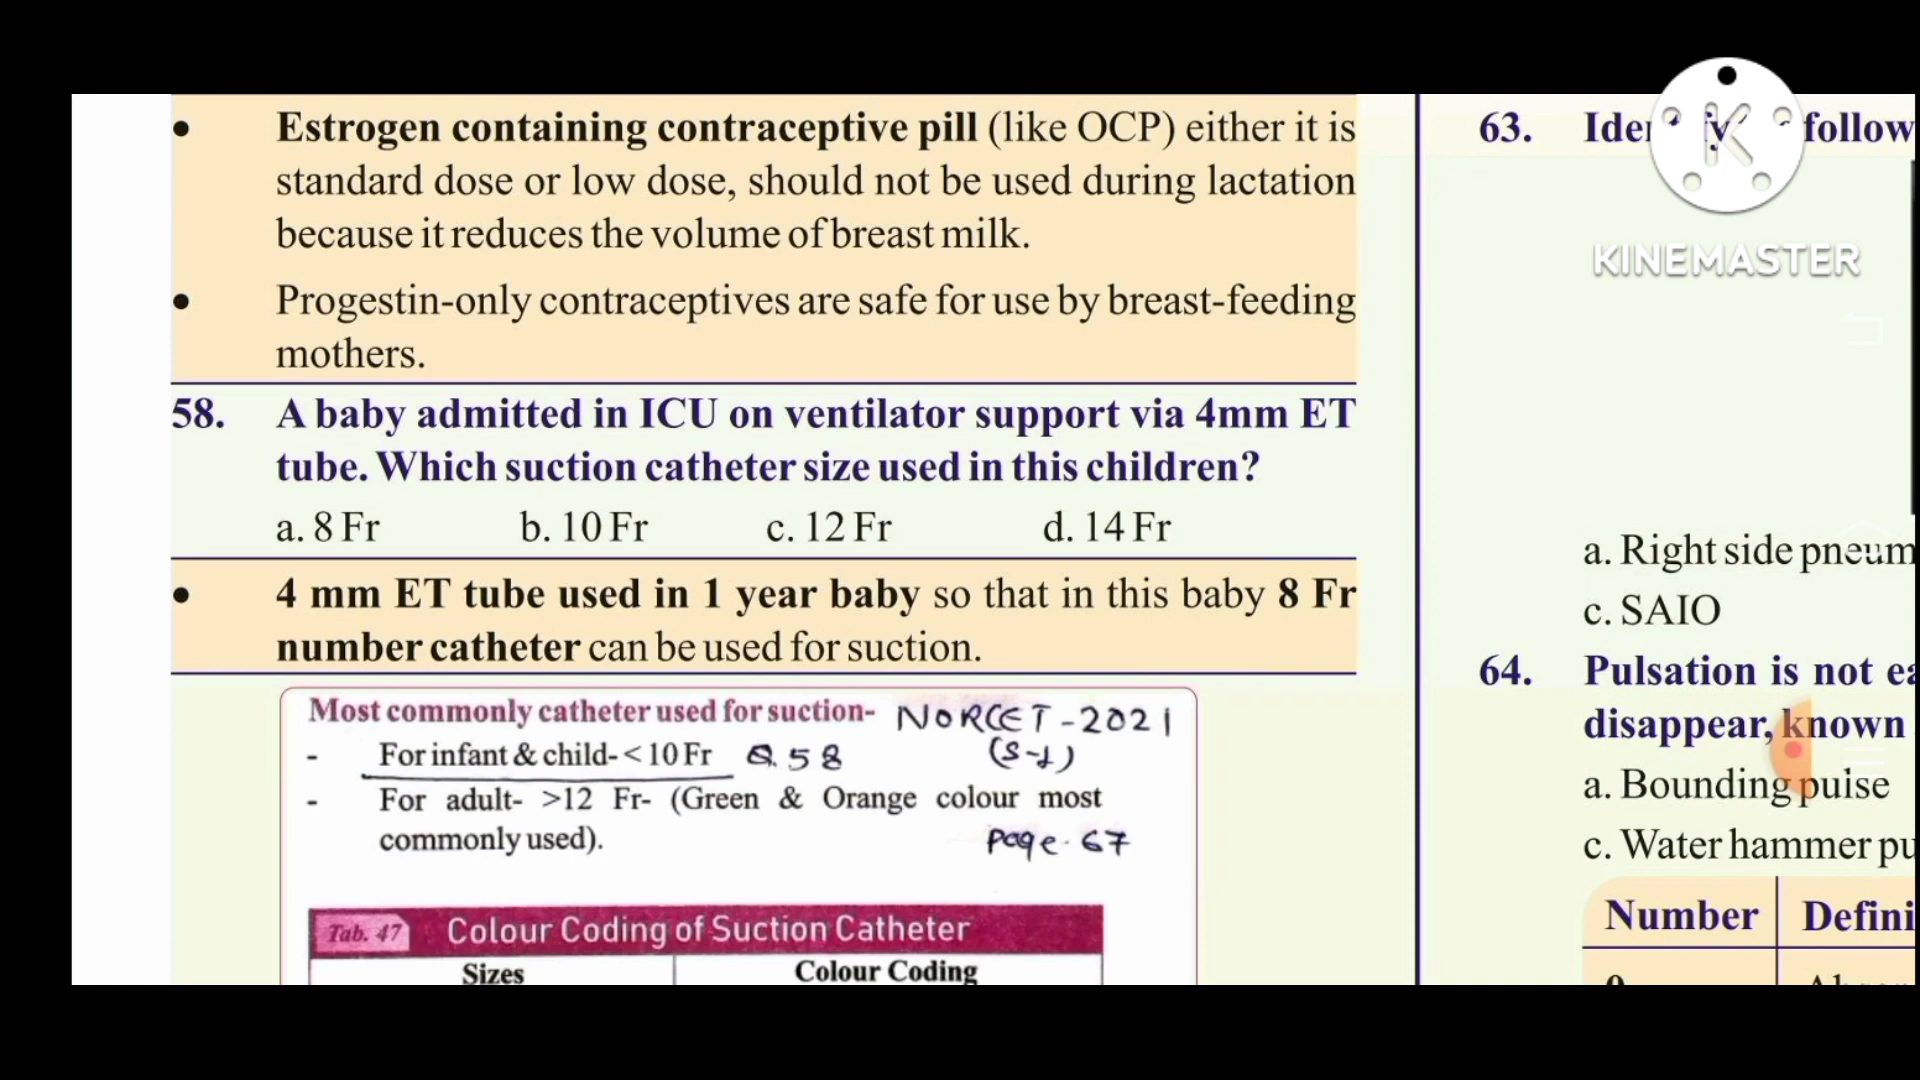 • Estrogen containing contraceptive pill (like OCP) either it is
standard dose or low dose, should not be used during lactation
because it reduces the volume of breast milk.
• Progestin-only contraceptives are safe for use by breast-feeding
mothers.
58. A baby admitted in ICU on ventilator support via 4mm ET
tube. Which suction catheter size used in this children?
a. 8 Fr b. 10 Fr c. 12 Fr d. 14 Fr
• 4 mm ET tube used in 1 year baby so that in this baby 8 Fr
number catheter can be used for suction.
Most commonly catheter used for suction- NORCET-2021
- For infant & child- < 10 Fr Q.58 (S-1)
- For adult- >12 Fr- (Green & Orange colour most
commonly used). Page. 67
Tab. 47 Colour Coding of Suction Catheter
Sizes Colour Coding
63. follow
KINEMASTER
a. Right side pneum
c. SAIO
64. Pulsation is not ea
disappear, known
a. Bounding pulse
c. Water hammer pu
Number Defini